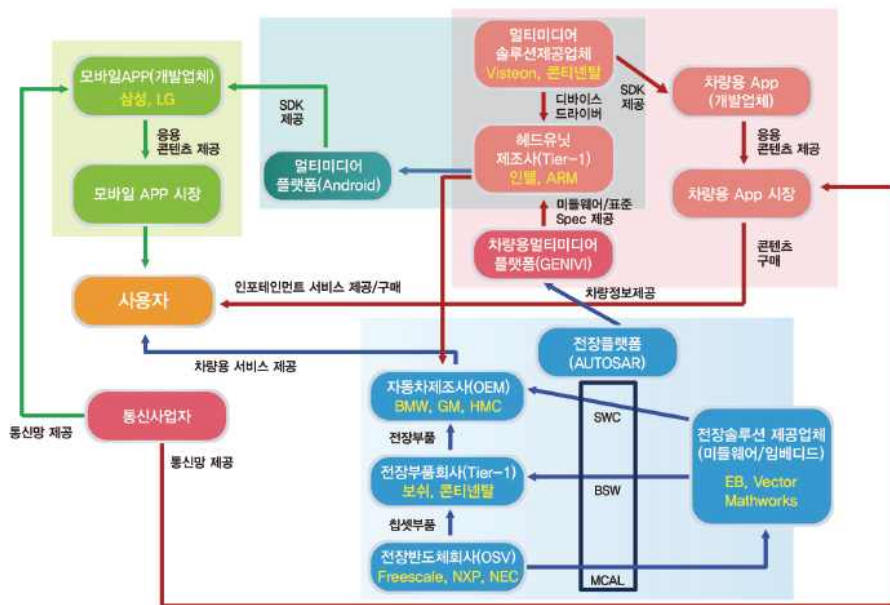 모바일APP(개발업체)
삼성, LG
응용
콘텐츠 제공
모바일 APP 시장
SDK
제공
멀티미디어
플랫폼(Android)
멀티미디어
솔루션제공업체
Visteon, 콘티넨탈
디바이스
드라이버
SDK
제공
헤드유닛
제조사(Tier-1)
인텔, ARM
미들웨어/표준
Spec 제공
차량용멀티미디어
플랫폼(GENIVI)
차량용 App
(개발업체)
응용
콘텐츠 제공
차량용 App 시장
콘텐츠
구매
사용자
인포테인먼트 서비스 제공/구매
차량정보제공
차량용 서비스 제공
전장플랫폼
(AUTOSAR)
통신사업자
통신망 제공
통신망 제공
자동차제조사(OEM)
BMW, GM, HMC
전장부품
전장부품회사(Tier-1)
보쉬, 콘티넨탈
칩셋부품
전장반도체회사(OSV)
Freescale, NXP, NEC
SWC
BSW
MCAL
전장솔루션 제공업체
(미들웨어/임베디드)
EB, Vector
Mathworks